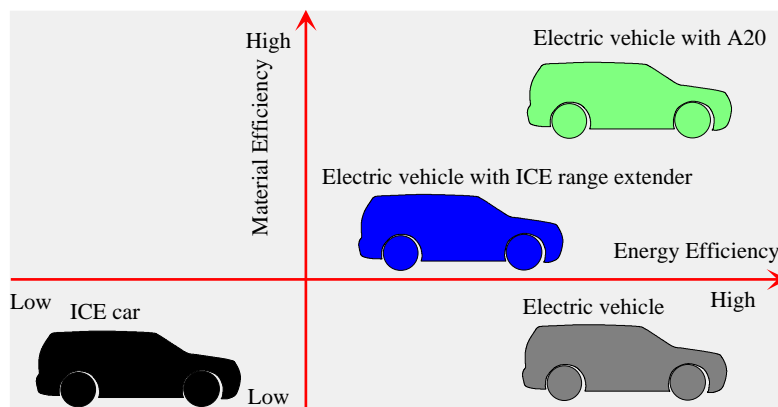 High
Electric vehicle with A20
Material Efficiency
Electric vehicle with ICE range extender
Energy Efficiency
Low
High
ICE car
Electric vehicle
Low